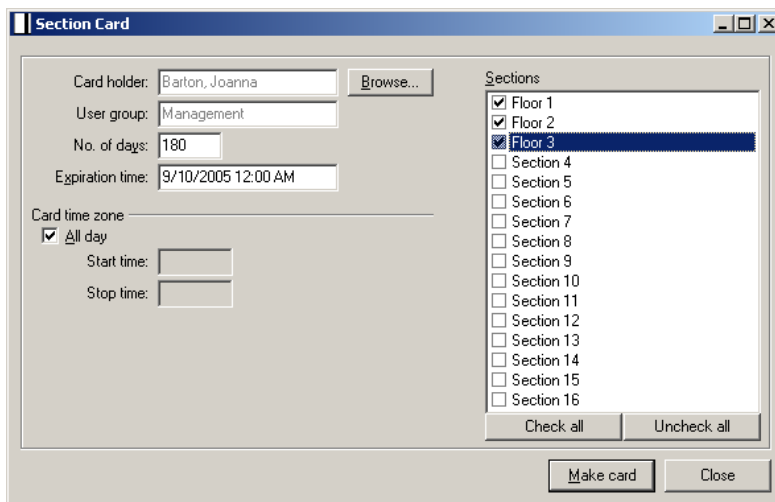 Section Card
Card holder: Barton, Joanna Browse...
User group: Management
No. of days: 180
Expiration time: 9/10/2005 12:00 AM
Card time zone
All day
Start time:
Stop time:
Sections
Floor 1
Floor 2
Floor 3
Section 4
Section 5
Section 6
Section 7
Section 8
Section 9
Section 10
Section 11
Section 12
Section 13
Section 14
Section 15
Section 16
Check all Uncheck all
Make card Close